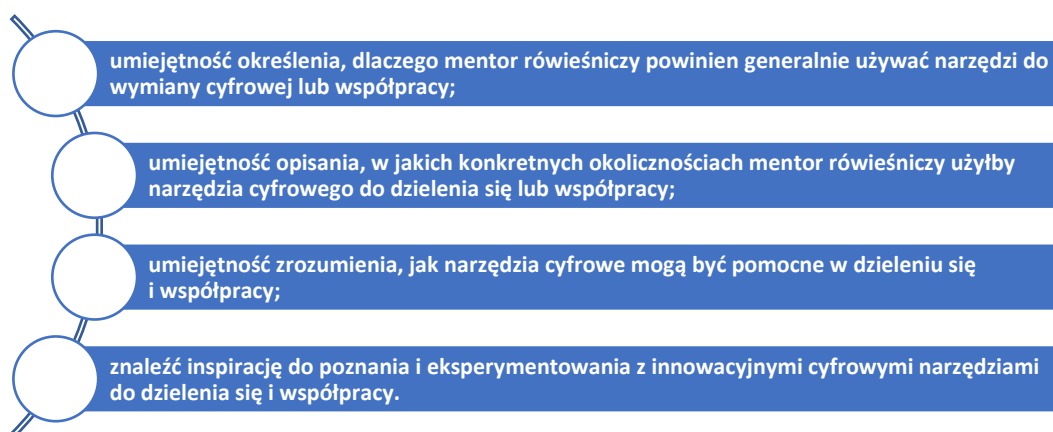 umiejętność określenia, dlaczego mentor rówieśniczy powinien generalnie używać narzędzi do
wymiany cyfrowej lub współpracy;
umiejętność opisania, w jakich konkretnych okolicznościach mentor rówieśniczy użyłby
narzędzia cyfrowego do dzielenia się lub współpracy;
umiejętność zrozumienia, jak narzędzia cyfrowe mogą być pomocne w dzieleniu się
i współpracy;
znaleźć inspirację do poznania i eksperymentowania z innowacyjnymi cyfrowymi narzędziami
do dzielenia się i współpracy.